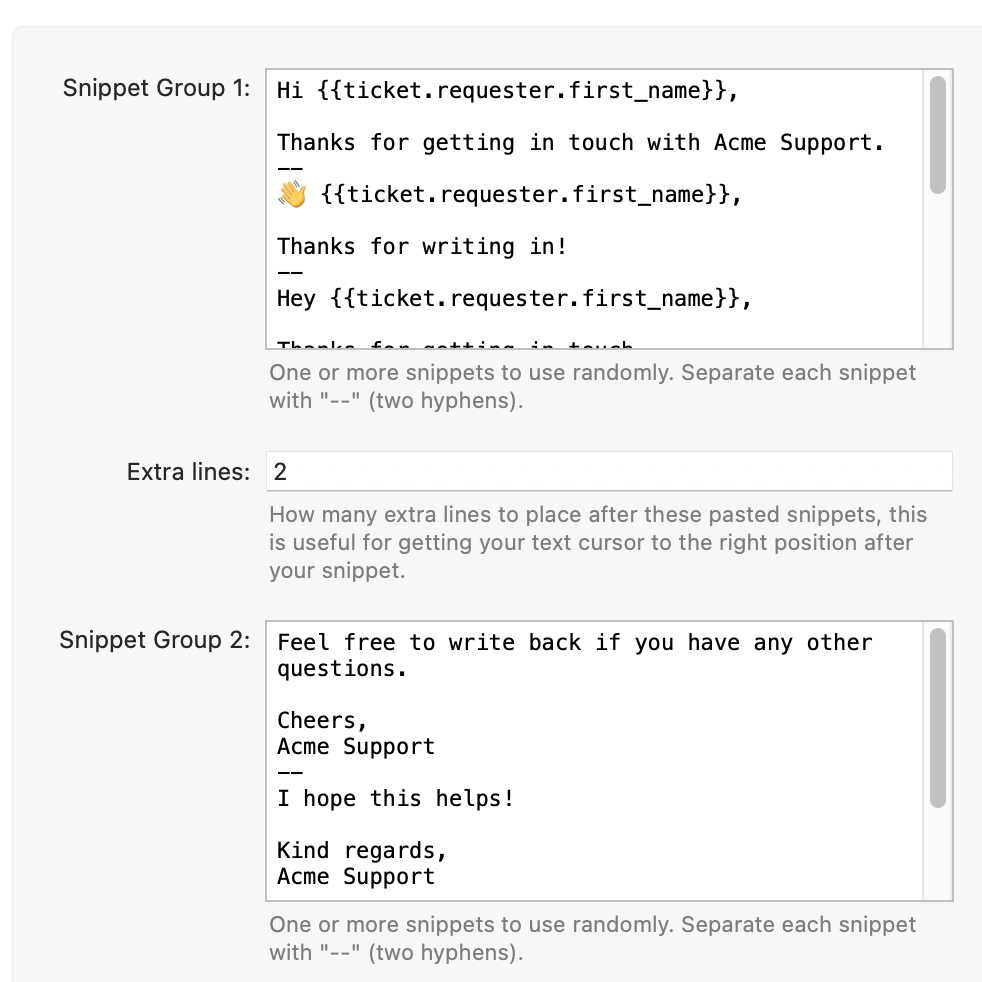 Snippet Group 1:
Hi {{ticket.requester.first_name}},
Thanks for getting in touch with Acme Support.
--
👋 {{ticket.requester.first_name}},
Thanks for writing in!
--
Hey {{ticket.requester.first_name}},
Thanks for getting in touch
One or more snippets to use randomly. Separate each snippet
with "--" (two hyphens).
Extra lines:
2
How many extra lines to place after these pasted snippets, this
is useful for getting your text cursor to the right position after
your snippet.
Snippet Group 2:
Feel free to write back if you have any other
questions.
Cheers,
Acme Support
--
I hope this helps!
Kind regards,
Acme Support
One or more snippets to use randomly. Separate each snippet
with "--" (two hyphens).